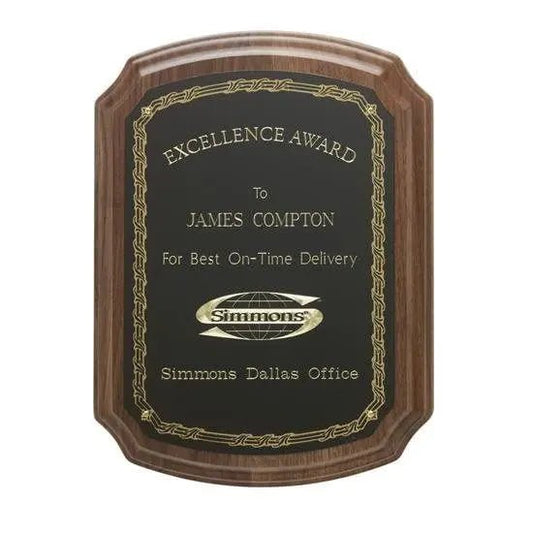 EXCELLENCE AWARD
To
JAMES COMPTON
For Best On-Time Delivery
Simmons®
Simmons Dallas Office